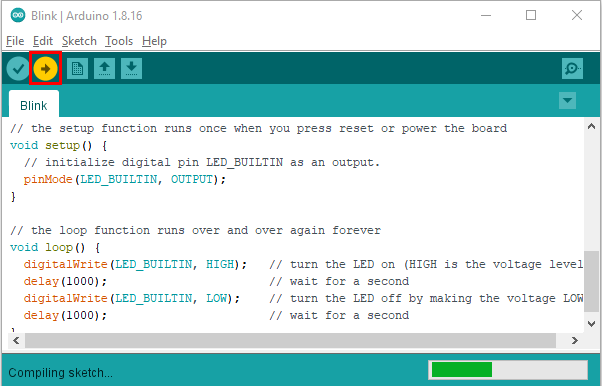 Blink | Arduino 1.8.16
File Edit Sketch Tools Help
Blink
// the setup function runs once when you press reset or power the board
void setup() {
  // initialize digital pin LED_BUILTIN as an output.
  pinMode(LED_BUILTIN, OUTPUT);
}
// the loop function runs over and over again forever
void loop() {
  digitalWrite(LED_BUILTIN, HIGH);   // turn the LED on (HIGH is the voltage level
  delay(1000);                       // wait for a second
  digitalWrite(LED_BUILTIN, LOW);    // turn the LED off by making the voltage LOW
  delay(1000);                       // wait for a second
}
Compiling sketch...